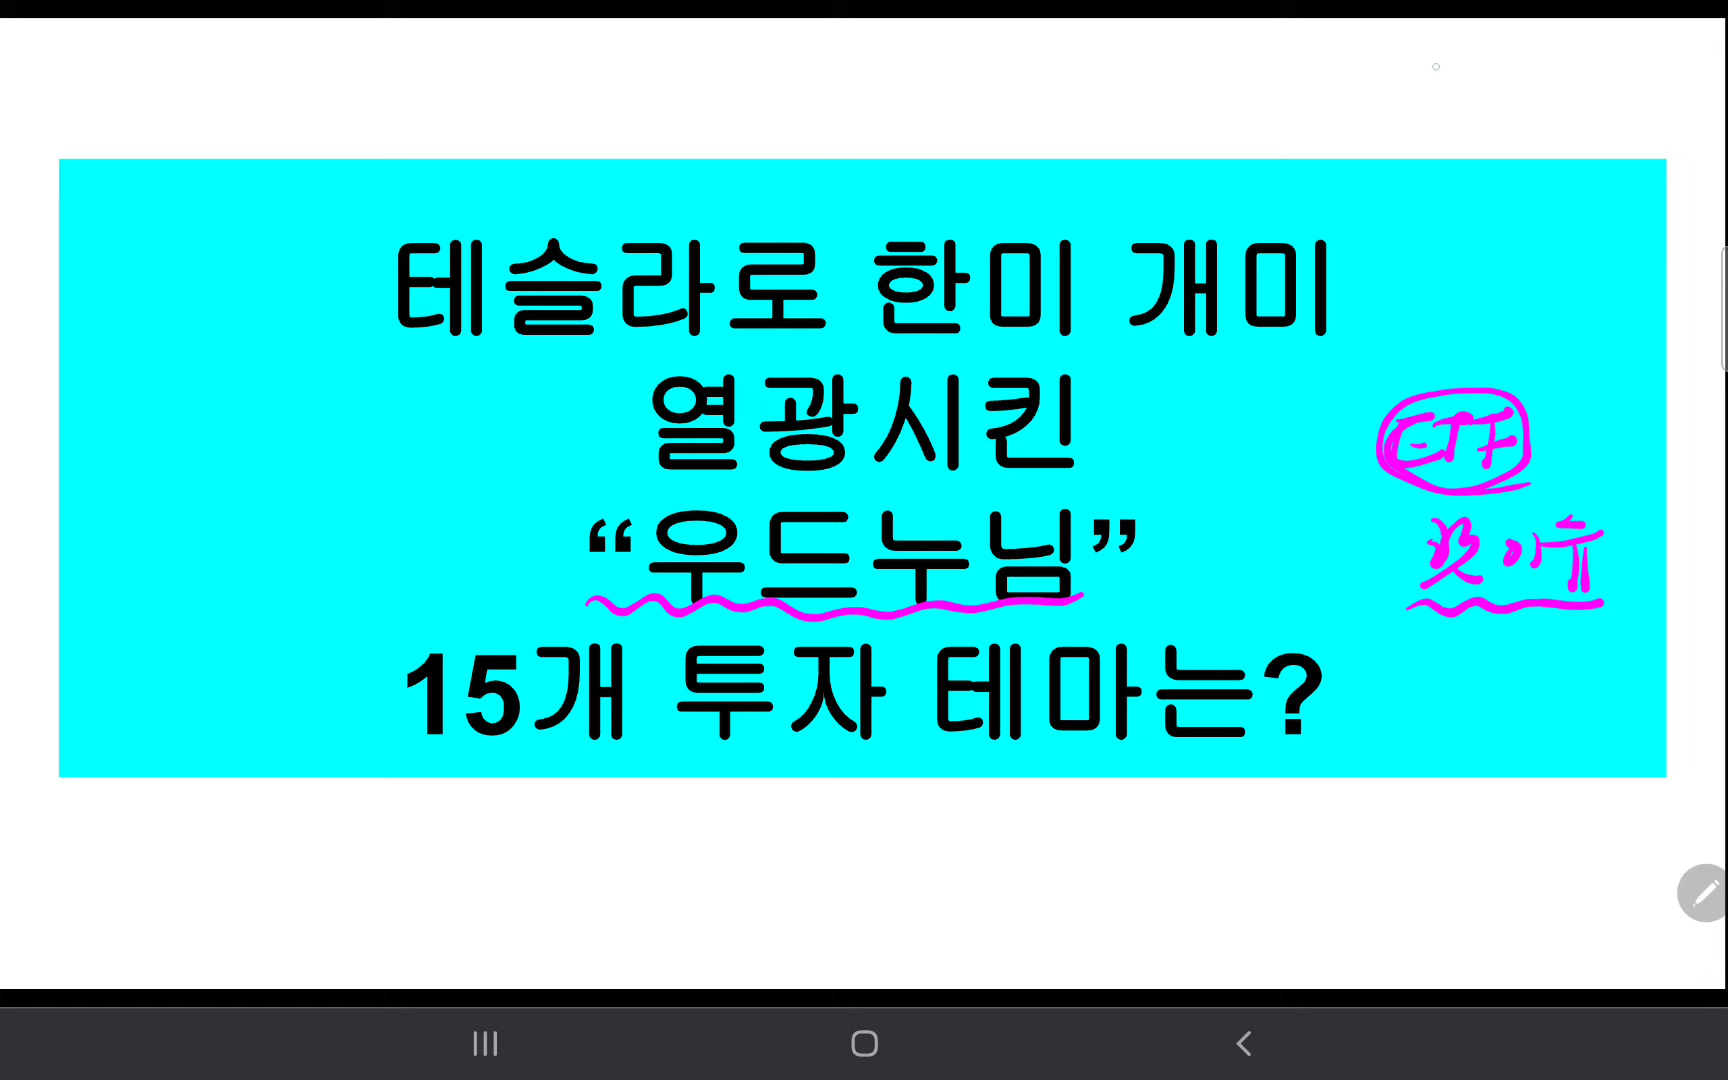 테슬라로 한미 개미
열광시킨
“우드누님”
15개 투자 테마는?
ETF